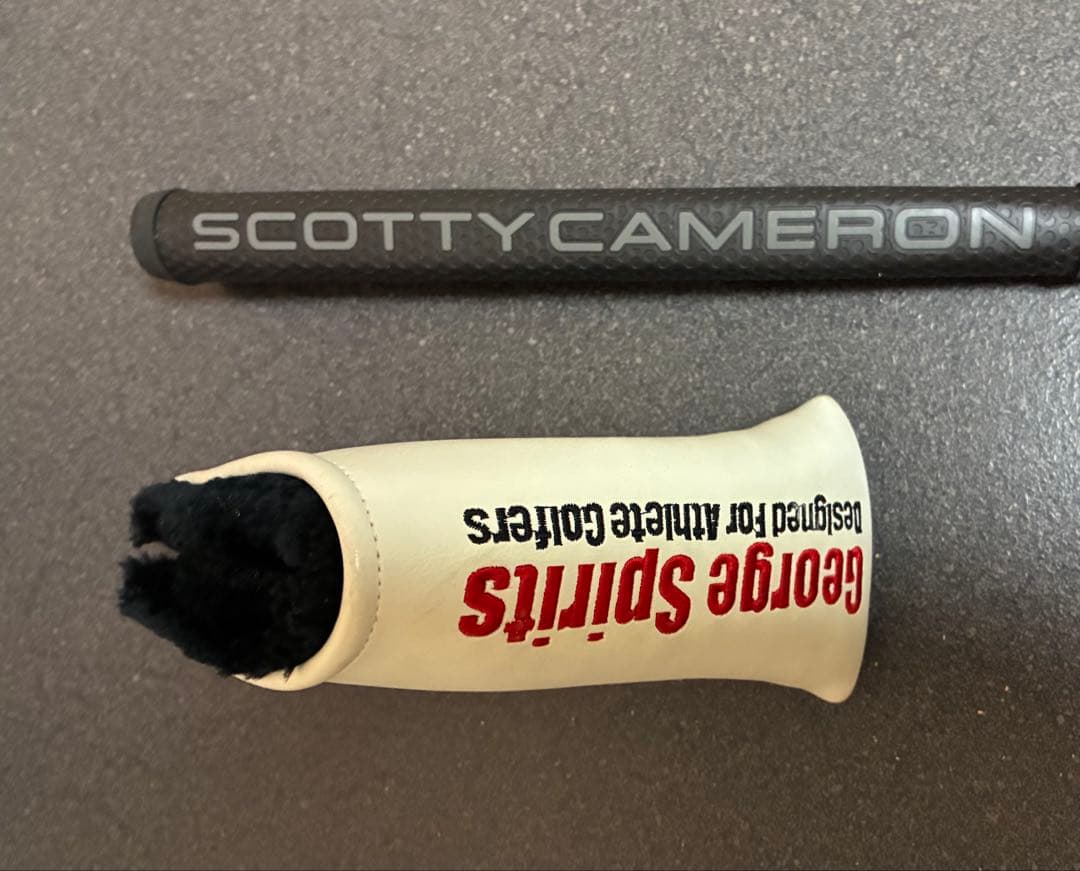 SCOTTY CAMERON
George Spirits
Designed For Athlete Golfers